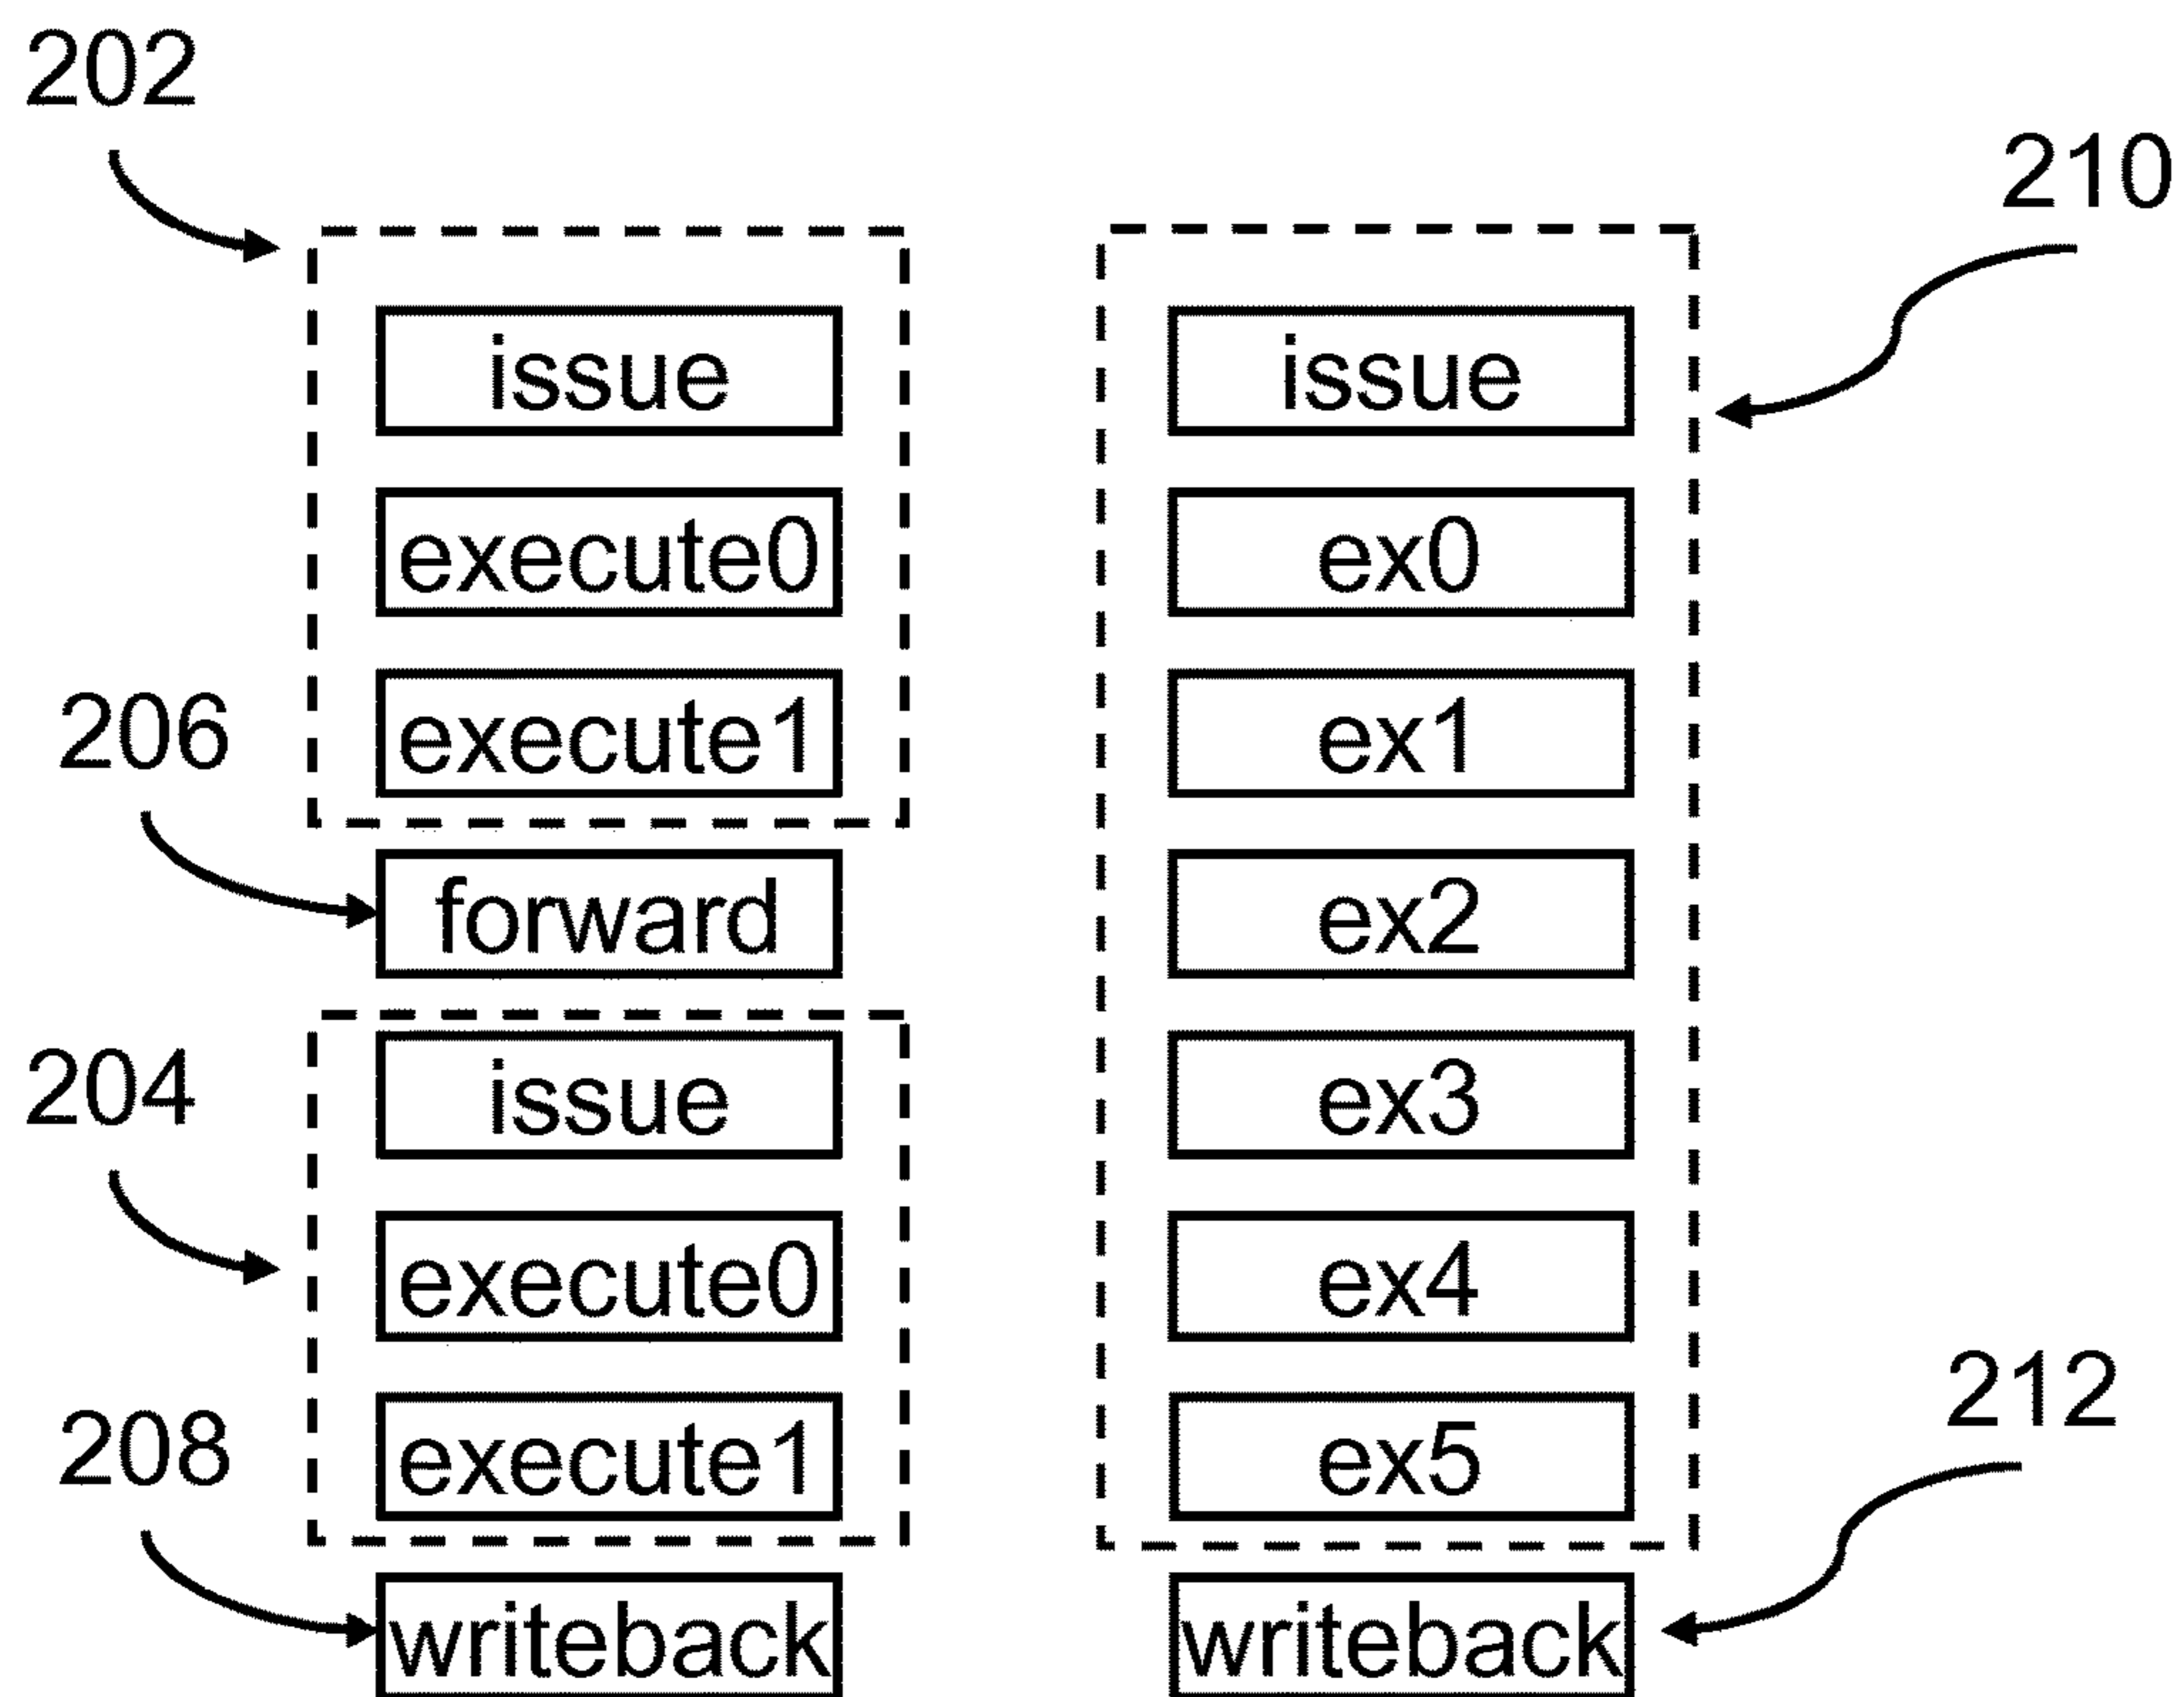 202
210
issue issue
execute0 ex0
206
execute1 ex1
forward ex2
204
issue ex3
execute0 ex4
212
208
execute1 ex5
writeback writeback